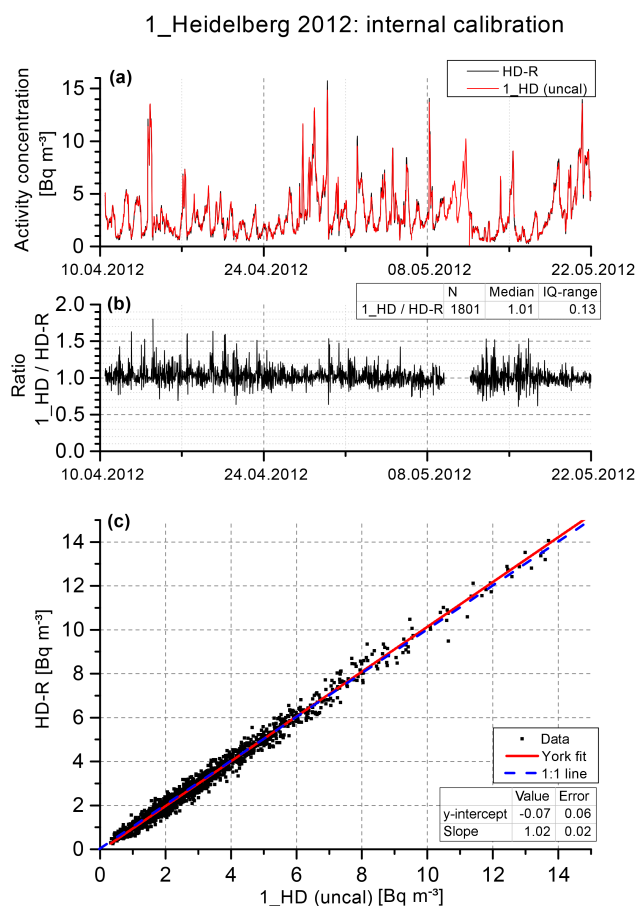 1_Heidelberg 2012: internal calibration
(a)
HD-R
1_HD (uncal)
Activity concentration
[Bq m⁻³]
15
10
5
0
10.04.2012 24.04.2012 08.05.2012 22.05.2012
(b)
N Median IQ-range
1_HD / HD-R 1801 1.01 0.13
Ratio
1_HD / HD-R
2.0
1.5
1.0
0.5
0.0
10.04.2012 24.04.2012 08.05.2012 22.05.2012
(c)
HD-R [Bq m⁻³]
14
12
10
8
6
4
2
0
Data
York fit
1:1 line
Value Error
y-intercept -0.07 0.06
Slope 1.02 0.02
0 2 4 6 8 10 12 14
1_HD (uncal) [Bq m⁻³]